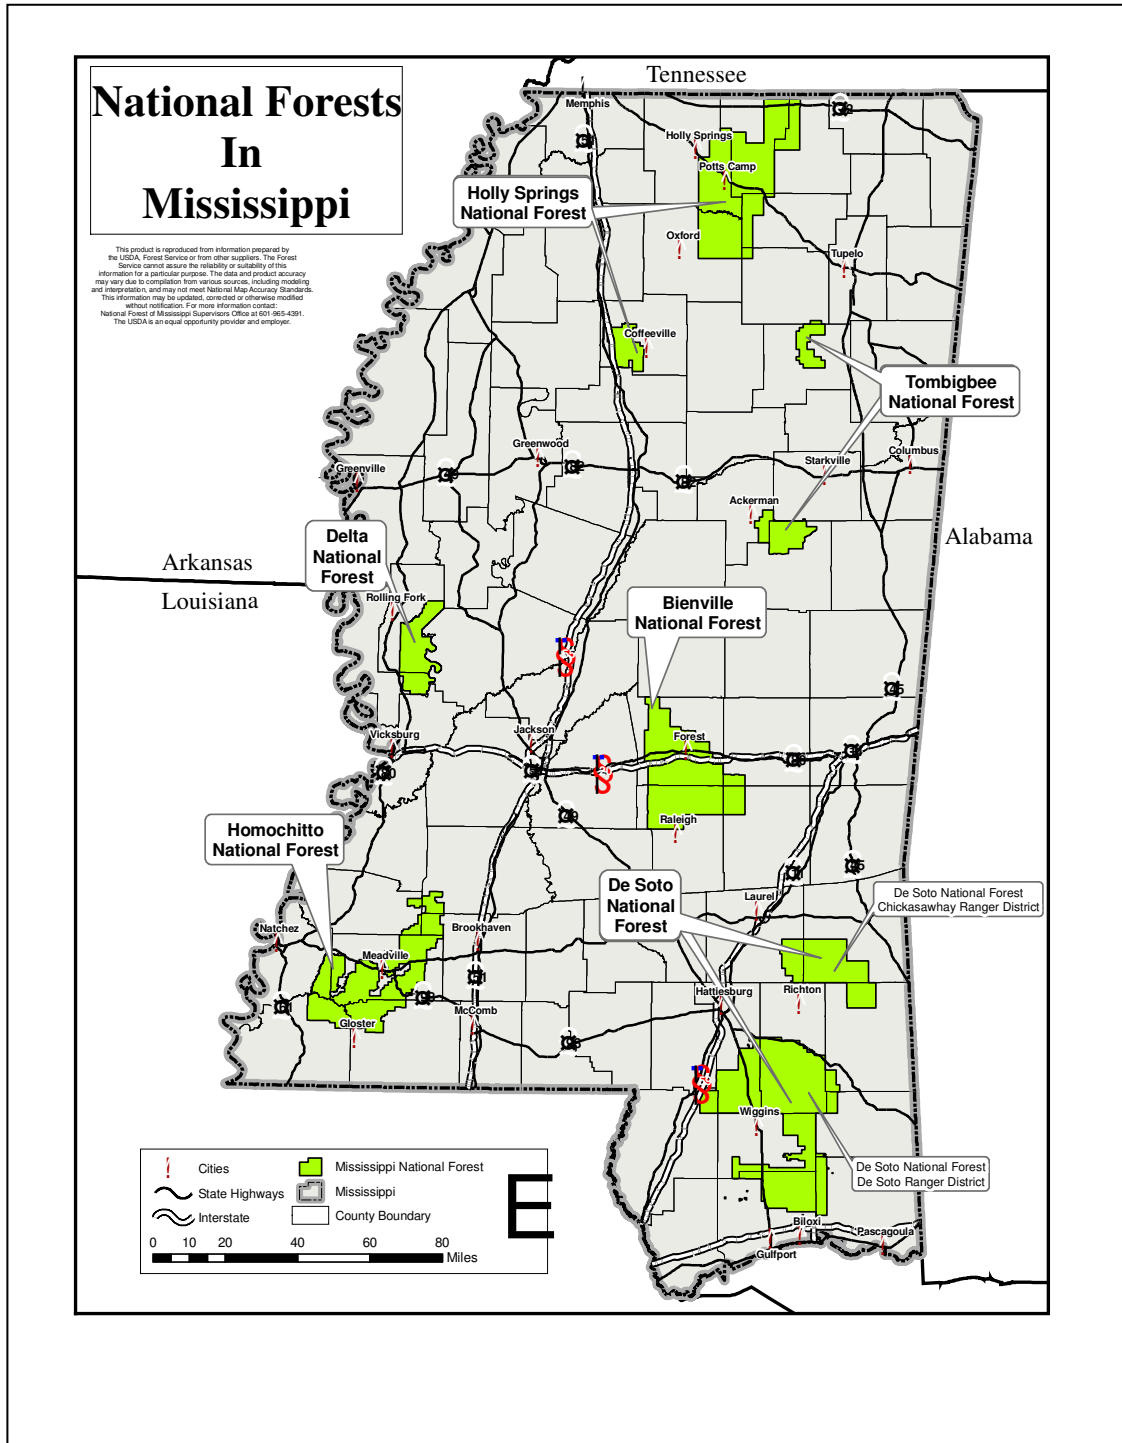 National Forests
In
Mississippi
This product is reproduced from information prepared by
the USDA, Forest Service or from other suppliers. The Forest
Service cannot assure the reliability or suitability of this
information for a particular purpose. The data and product accuracy
may vary due to compilation from various sources, including modeling
and interpretation, and may not meet National Map Accuracy Standards.
This information may be updated, corrected or otherwise modified
without notification. For more information contact:
National Forest of Mississippi Supervisors Office at 601-965-4391.
The USDA is an equal opportunity provider and employer.
Tennessee
Memphis
Holly Springs
Potts Camp
Holly Springs
National Forest
Oxford
Tupelo
Coffeeville
Tombigbee
National Forest
Greenwood
Columbus
Starkville
Greenville
Ackerman
Alabama
Delta
National
Forest
Arkansas
Louisiana
Rolling Fork
Bienville
National Forest
45
Vicksburg
Jackson
Forest
49
Raleigh
Homochitto
National Forest
De Soto
National
Forest
Laurel
De Soto National Forest
Chickasawhay Ranger District
Natchez
Brookhaven
Meadville
Hattiesburg
Richton
McComb
Gloster
Wiggins
De Soto National Forest
De Soto Ranger District
Biloxi
Pascagoula
Gulfport
Cities
Mississippi National Forest
State Highways
Mississippi
Interstate
County Boundary
0 10 20 40 60 80
Miles
E